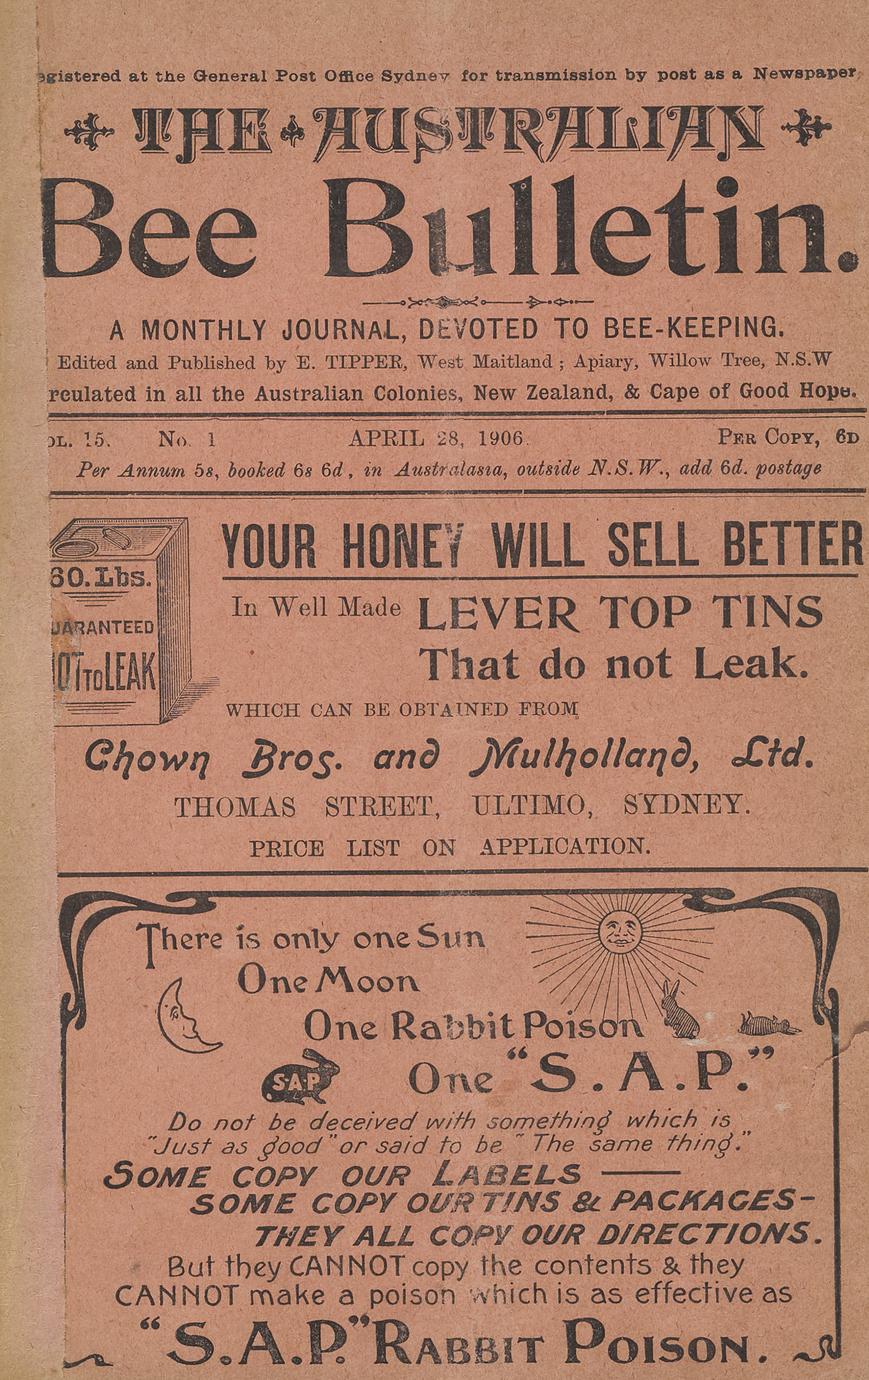 egistered at the General Post Office Sydney for transmission by post as a Newspaper
THE AUSTRALIAN
Bee Bulletin.
A MONTHLY JOURNAL, DEVOTED TO BEE-KEEPING.
Edited and Published by E. TIPPER, West Maitland ; Apiary, Willow Tree, N.S.W
rculated in all the Australian Colonies, New Zealand, & Cape of Good Hope.
OL. 15. No. 1 APRIL 28, 1906. PER COPY, 6D
Per Annum 5s, booked 6s 6d, in Australasia, outside N.S.W., add 6d. postage
60. Lbs.
UARANTEED
NOT TO LEAK
YOUR HONEY WILL SELL BETTER
In Well Made LEVER TOP TINS
That do not Leak.
WHICH CAN BE OBTAINED FROM
Chown Bros. and Mulholland, Ltd.
THOMAS STREET, ULTIMO, SYDNEY.
PRICE LIST ON APPLICATION.
There is only one Sun
One Moon
One Rabbit Poison
S.A.P
One "S.A.P."
Do not be deceived with something which is
"Just as good" or said to be "The same thing."
SOME COPY OUR LABELS —
SOME COPY OUR TINS & PACKAGES-
THEY ALL COPY OUR DIRECTIONS.
But they CANNOT copy the contents & they
CANNOT make a poison which is as effective as
"S.A.P." RABBIT POISON.